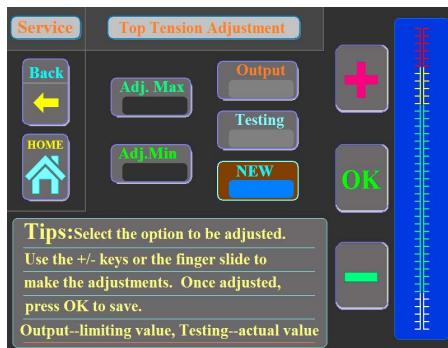 Service
Top Tension Adjustment
Back
HOME
Adj. Max
Adj.Min
Output
Testing
NEW
+
OK
-
Tips:Select the option to be adjusted.
Use the +/- keys or the finger slide to
make the adjustments. Once adjusted,
press OK to save.
Output--limiting value, Testing--actual value